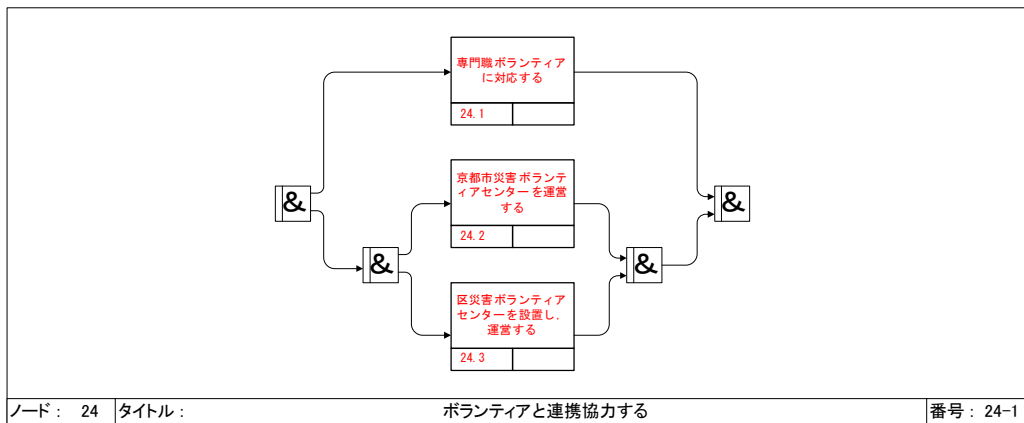 専門職ボランティア
に対応する
24.1
&
京都市災害ボランテ
ィアセンターを運営
する
24.2
&
&
&
区災害ボランティア
センターを設置し,
運営する
24.3
ノード： 24 タイトル： ボランティアと連携協力する 番号： 24-1